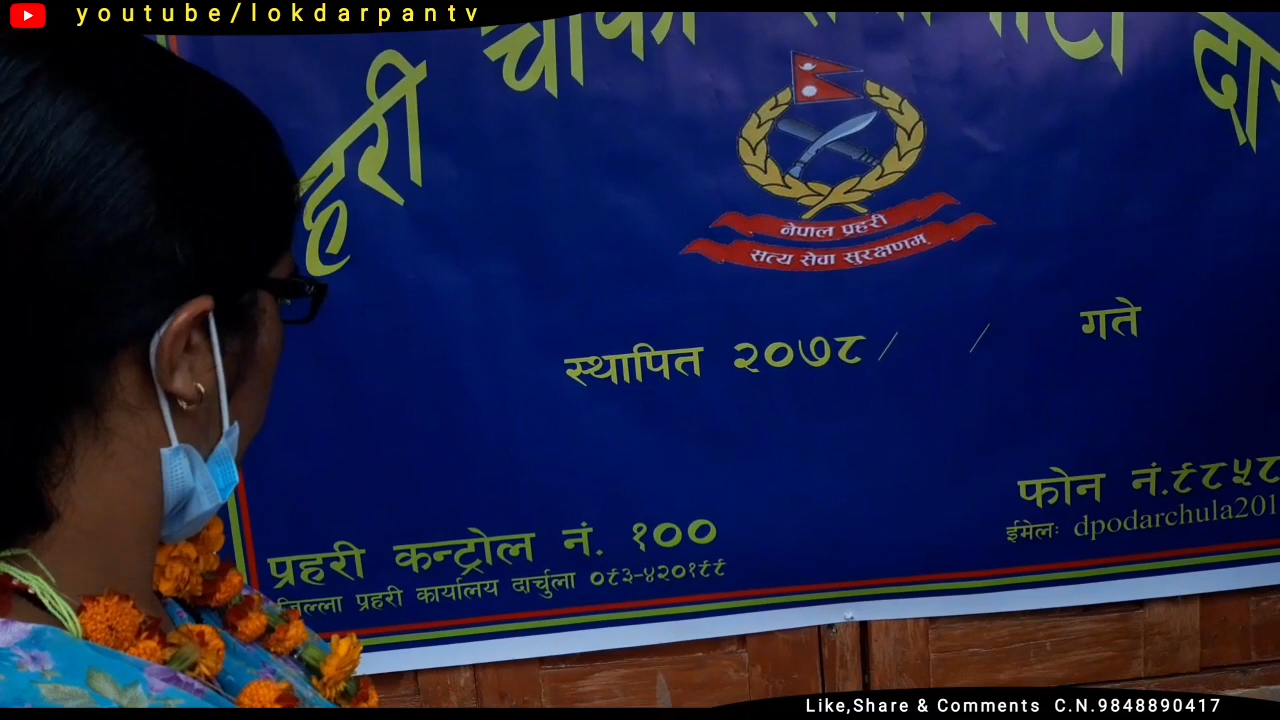 youtube/lokdarpantv
नेपाल प्रहरी
सत्य सेवा सुरक्षणम्
स्थापित २०७८ / / गते
फोन नं.९८५८
ईमेलः dpodarchula201
प्रहरी कन्ट्रोल नं. १००
जिल्ला प्रहरी कार्यालय दार्चुला ०९३-४२०१९९
Like,Share & Comments C.N.9848890417